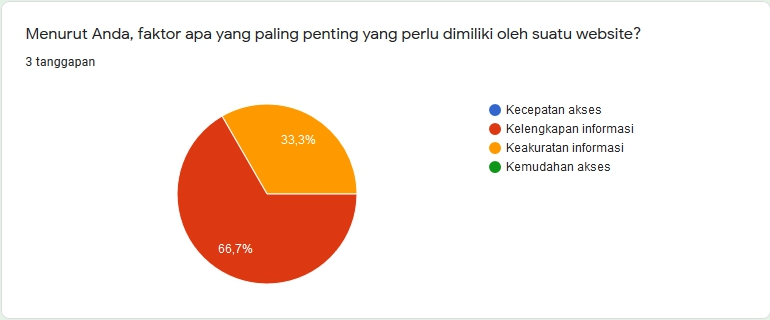 Menurut Anda, faktor apa yang paling penting yang perlu dimiliki oleh suatu website?
3 tanggapan
33,3%
66,7%
Kecepatan akses
Kelengkapan informasi
Keakuratan informasi
Kemudahan akses